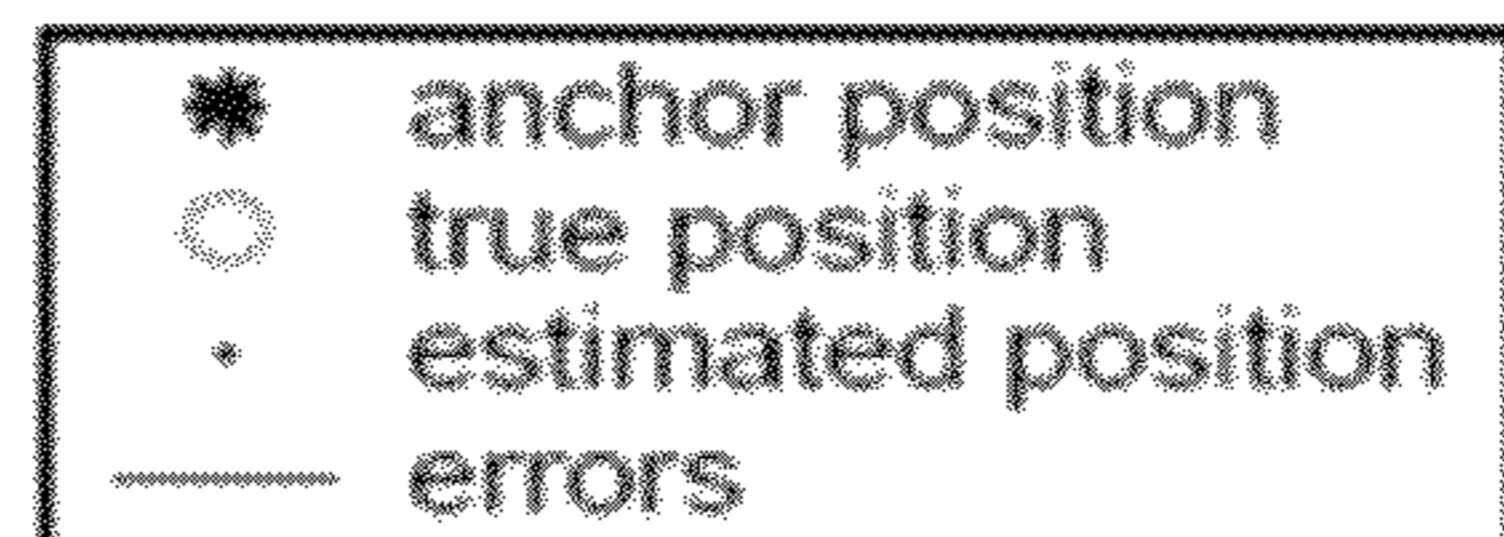 anchor position
true position
estimated position
errors